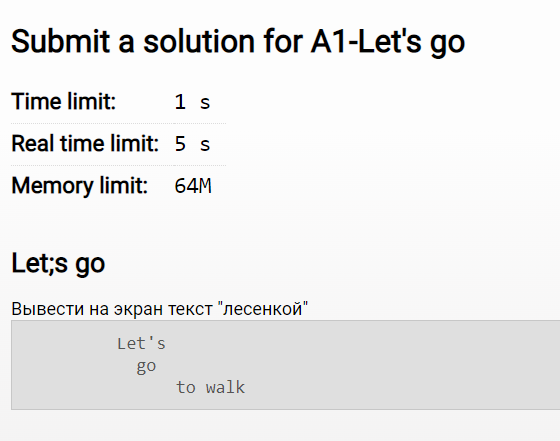 Submit a solution for A1-Let's go
Time limit: 1 s
Real time limit: 5 s
Memory limit: 64M
Let;s go
Вывести на экран текст "лесенкой"
Let's
go
to walk